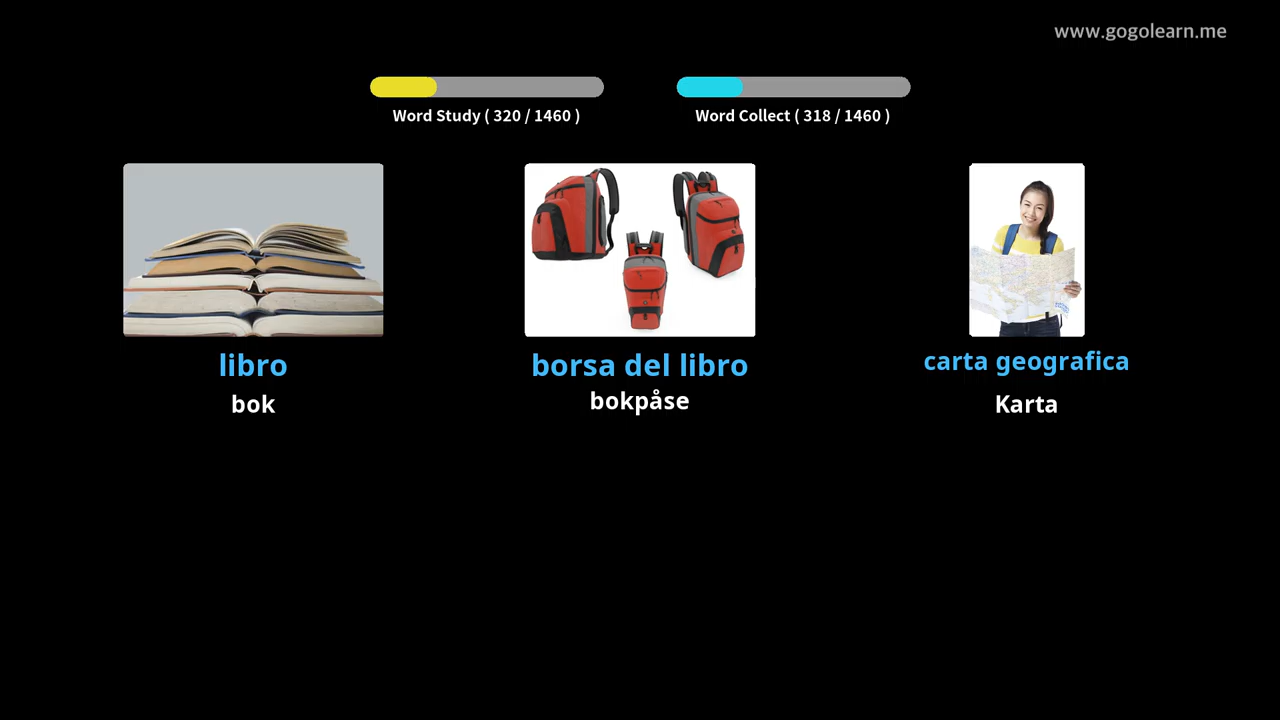 www.gogolearn.me
Word Study ( 320 / 1460 )
Word Collect ( 318 / 1460 )
libro
borsa del libro
carta geografica
bok
bokpåse
Karta